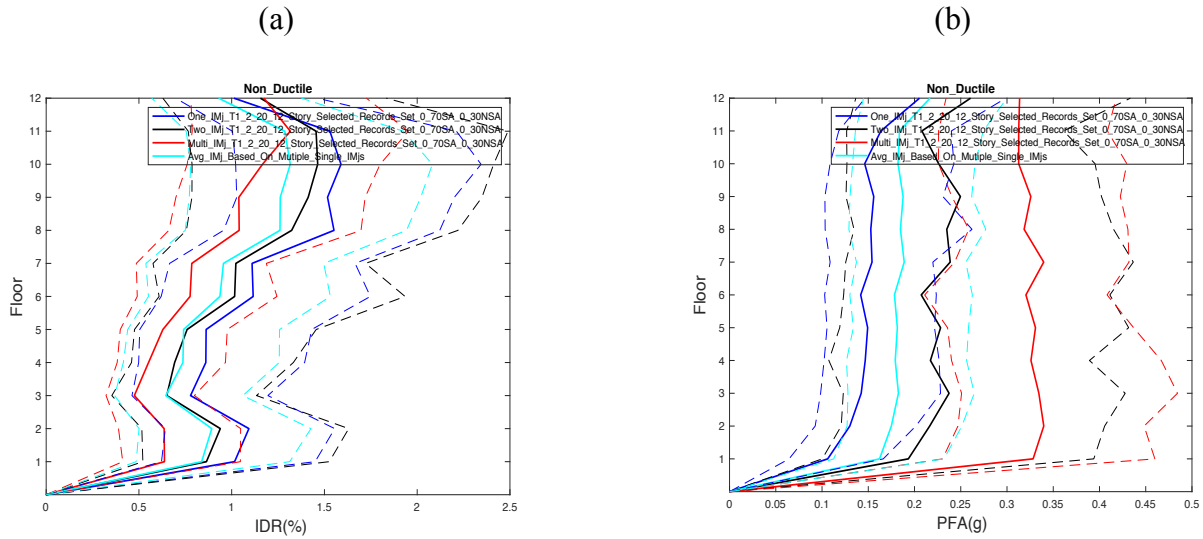 (a)
(b)
Non_Ductile
12
11
10
9
8
7
6
5
4
3
2
1
Floor
One_IMj_T1_2_20_12_Story_Selected_Records_Set_0_70SA_0_30NSA
Two_IMj_T1_2_20_12_Story_Selected_Records_Set_0_70SA_0_30NSA
Multi_IMj_T1_2_20_12_Story_Selected_Records_Set_0_70SA_0_30NSA
Avg_IMj_Based_On_Mutiple_Single_IMjs
0 0.5 1 1.5 2 2.5
IDR(%)
Non_Ductile
12
11
10
9
8
7
6
5
4
3
2
1
Floor
One_IMj_T1_2_20_12_Story_Selected_Records_Set_0_70SA_0_30NSA
Two_IMj_T1_2_20_12_Story_Selected_Records_Set_0_70SA_0_30NSA
Multi_IMj_T1_2_20_12_Story_Selected_Records_Set_0_70SA_0_30NSA
Avg_IMj_Based_On_Mutiple_Single_IMjs
0 0.05 0.1 0.15 0.2 0.25 0.3 0.35 0.4 0.45 0.5
PFA(g)